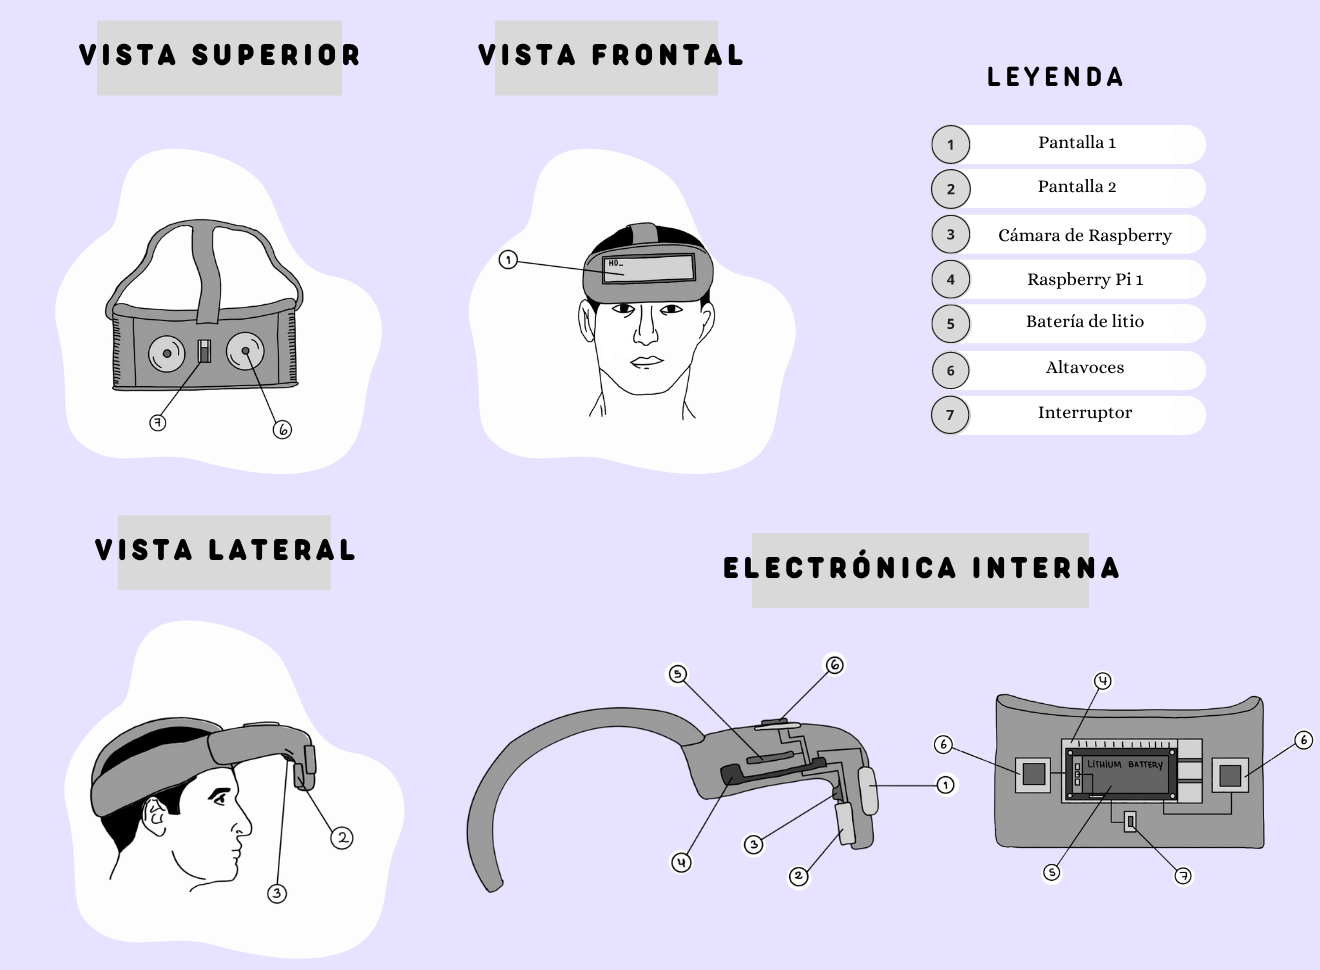 VISTA SUPERIOR
7
6
VISTA FRONTAL
1
HO_
LEYENDA
1 Pantalla 1
2 Pantalla 2
3 Cámara de Raspberry
4 Raspberry Pi 1
5 Batería de litio
6 Altavoces
7 Interruptor
VISTA LATERAL
2
3
ELECTRÓNICA INTERNA
5
6
1
3
4
2
4
6
6
LITHIUM BATTERY
5
7